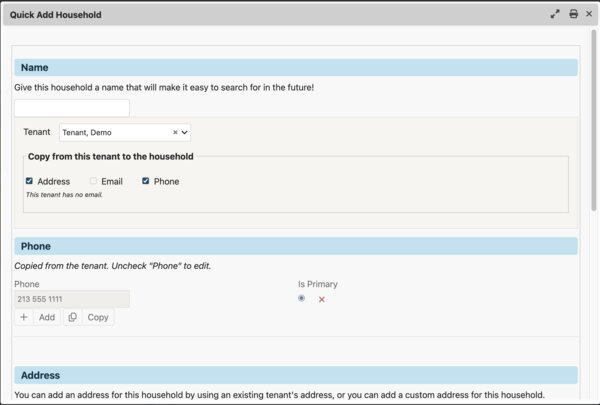 Quick Add Household
Name
Give this household a name that will make it easy to search for in the future!
Tenant Tenant, Demo
Copy from this tenant to the household
Address Email Phone
This tenant has no email.
Phone
Copied from the tenant. Uncheck "Phone" to edit.
Phone Is Primary
213 555 1111
Add Copy
Address
You can add an address for this household by using an existing tenant's address, or you can add a custom address for this household.